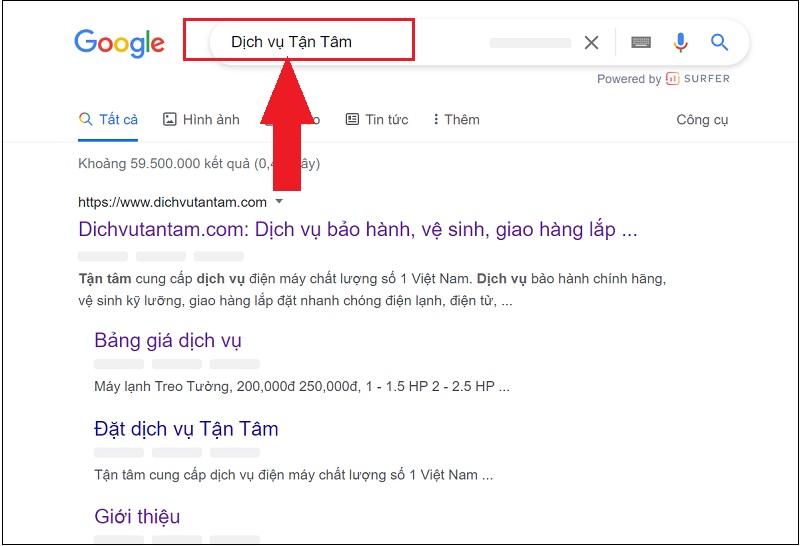 Google
Dịch vụ Tận Tâm
Powered by SURFER
Tất cả Hình ảnh Tin tức Thêm Công cụ
Khoảng 59.500.000 kết quả
https://www.dichvutantam.com
Dichvutantam.com: Dịch vụ bảo hành, vệ sinh, giao hàng lắp ...
Tận tâm cung cấp dịch vụ điện máy chất lượng số 1 Việt Nam. Dịch vụ bảo hành chính hãng,
vệ sinh kỹ lưỡng, giao hàng lắp đặt nhanh chóng điện lạnh, điện tử, ...
Bảng giá dịch vụ
Máy lạnh Treo Tường, 200,000đ 250,000đ, 1 - 1.5 HP 2 - 2.5 HP ...
Đặt dịch vụ Tận Tâm
Tận tâm cung cấp dịch vụ điện máy chất lượng số 1 Việt Nam ...
Giới thiệu